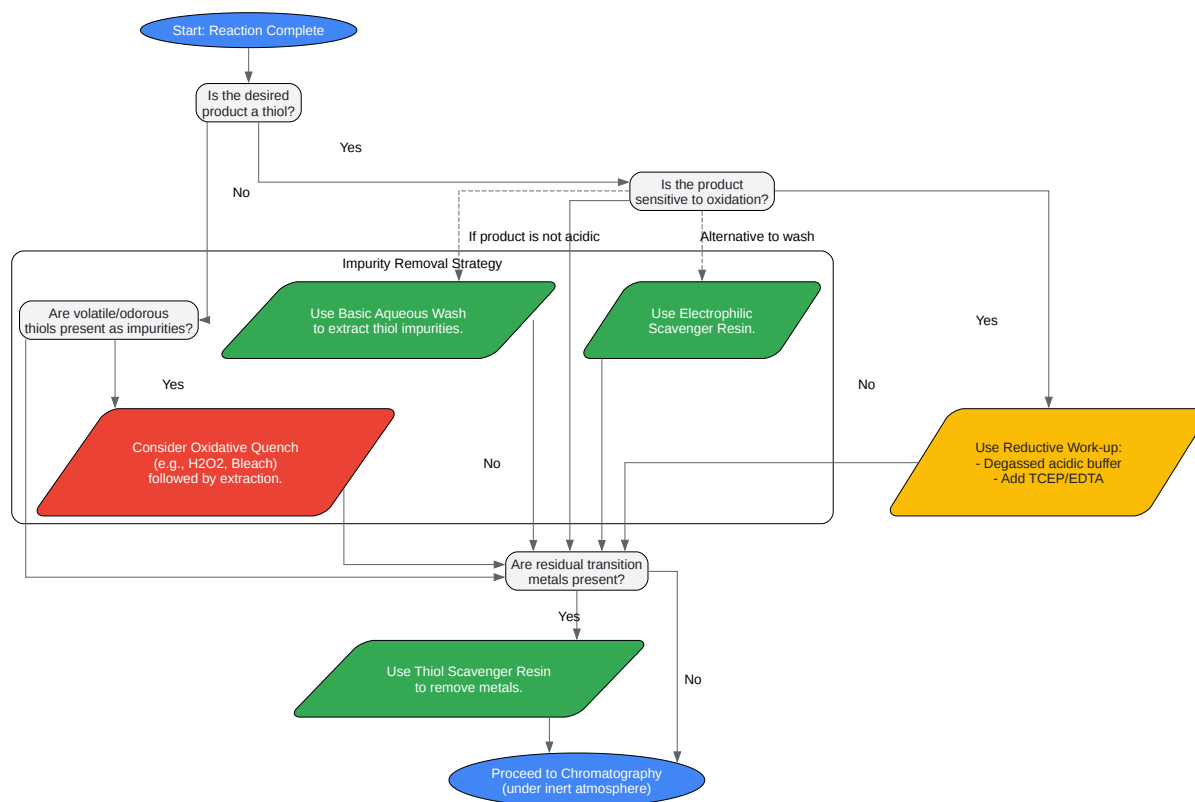 Start: Reaction Complete
Is the desired
product a thiol?
Yes
No
Is the product
sensitive to oxidation?
If product is not acidic
Alternative to wash
Impurity Removal Strategy
Are volatile/odorous
thiols present as impurities?
Use Basic Aqueous Wash
to extract thiol impurities.
Use Electrophilic
Scavenger Resin.
Yes
Yes
No
Consider Oxidative Quench
(e.g., H2O2, Bleach)
followed by extraction.
No
Use Reductive Work-up:
- Degassed acidic buffer
- Add TCEP/EDTA
Are residual transition
metals present?
Yes
Use Thiol Scavenger Resin
to remove metals.
No
Proceed to Chromatography
(under inert atmosphere)